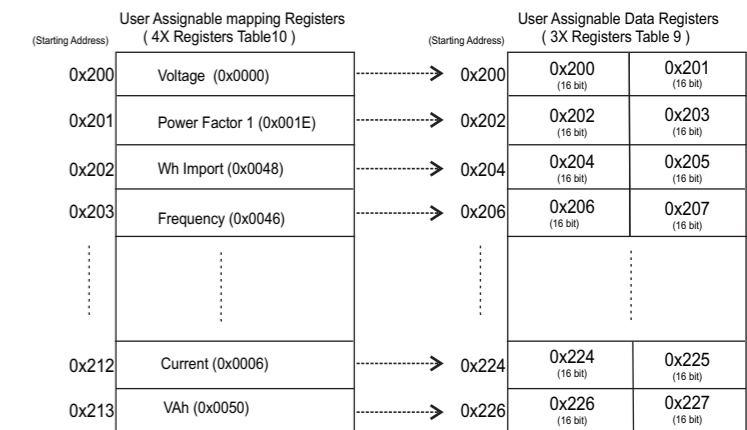 User Assignable mapping Registers
( 4X Registers Table10 )
(Starting Address)
0x200 Voltage (0x0000)
0x201 Power Factor 1 (0x001E)
0x202 Wh Import (0x0048)
0x203 Frequency (0x0046)
0x212 Current (0x0006)
0x213 VAh (0x0050)
User Assignable Data Registers
( 3X Registers Table 9 )
(Starting Address)
0x200 0x200 0x201
(16 bit) (16 bit)
0x202 0x202 0x203
(16 bit) (16 bit)
0x204 0x204 0x205
(16 bit) (16 bit)
0x206 0x206 0x207
(16 bit) (16 bit)
0x224 0x224 0x225
(16 bit) (16 bit)
0x226 0x226 0x227
(16 bit) (16 bit)